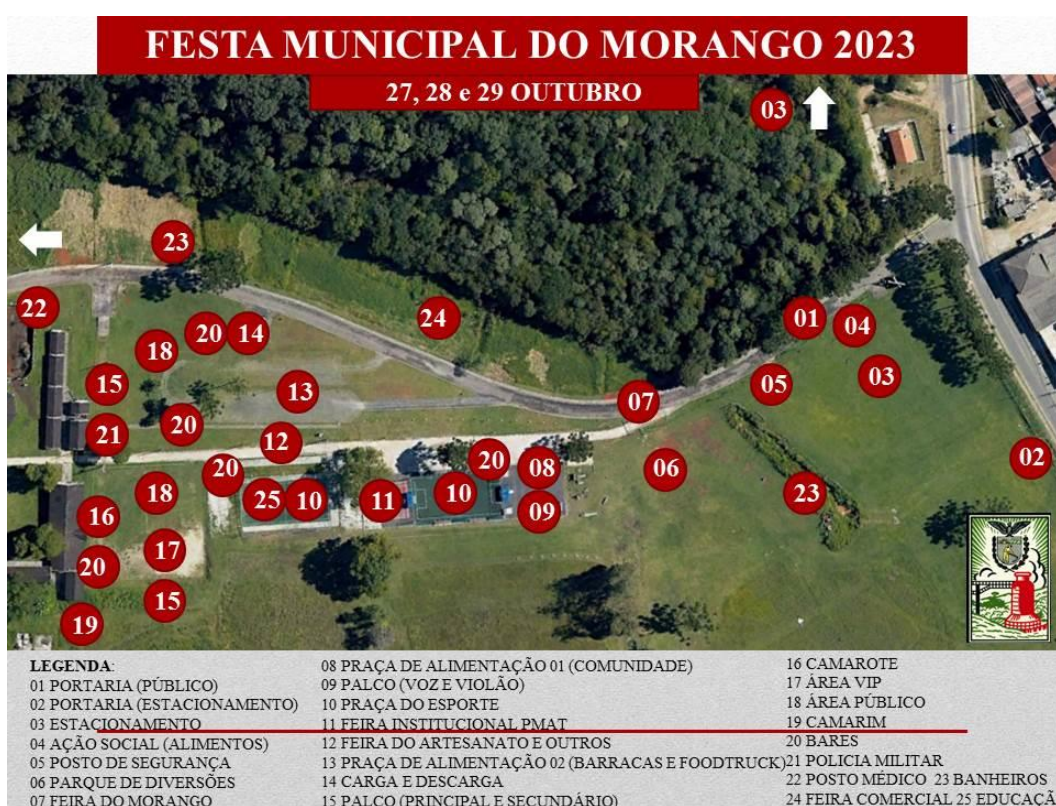 FESTA MUNICIPAL DO MORANGO 2023
27, 28 e 29 OUTUBRO
03
23
22
24
01
04
20
14
18
15
13
05
03
07
20
21
12
02
20
08
06
18
25
10
11
10
09
23
16
17
20
15
19
LEGENDA:
01 PORTARIA (PÚBLICO)
02 PORTARIA (ESTACIONAMENTO)
03 ESTACIONAMENTO
04 AÇÃO SOCIAL (ALIMENTOS)
05 POSTO DE SEGURANÇA
06 PARQUE DE DIVERSÕES
07 FEIRA DO MORANGO
08 PRAÇA DE ALIMENTAÇÃO 01 (COMUNIDADE)
09 PALCO (VOZ E VIOLÃO)
10 PRAÇA DO ESPORTE
11 FEIRA INSTITUCIONAL PMAT
12 FEIRA DO ARTESANATO E OUTROS
13 PRAÇA DE ALIMENTAÇÃO 02 (BARRACAS E FOODTRUCK)
14 CARGA E DESCARGA
15 PALCO (PRINCIPAL E SECUNDÁRIO)
16 CAMAROTE
17 ÁREA VIP
18 ÁREA PÚBLICO
19 CAMARIM
20 BARES
21 POLICIA MILITAR
22 POSTO MÉDICO 23 BANHEIROS
24 FEIRA COMERCIAL 25 EDUCAÇÃ